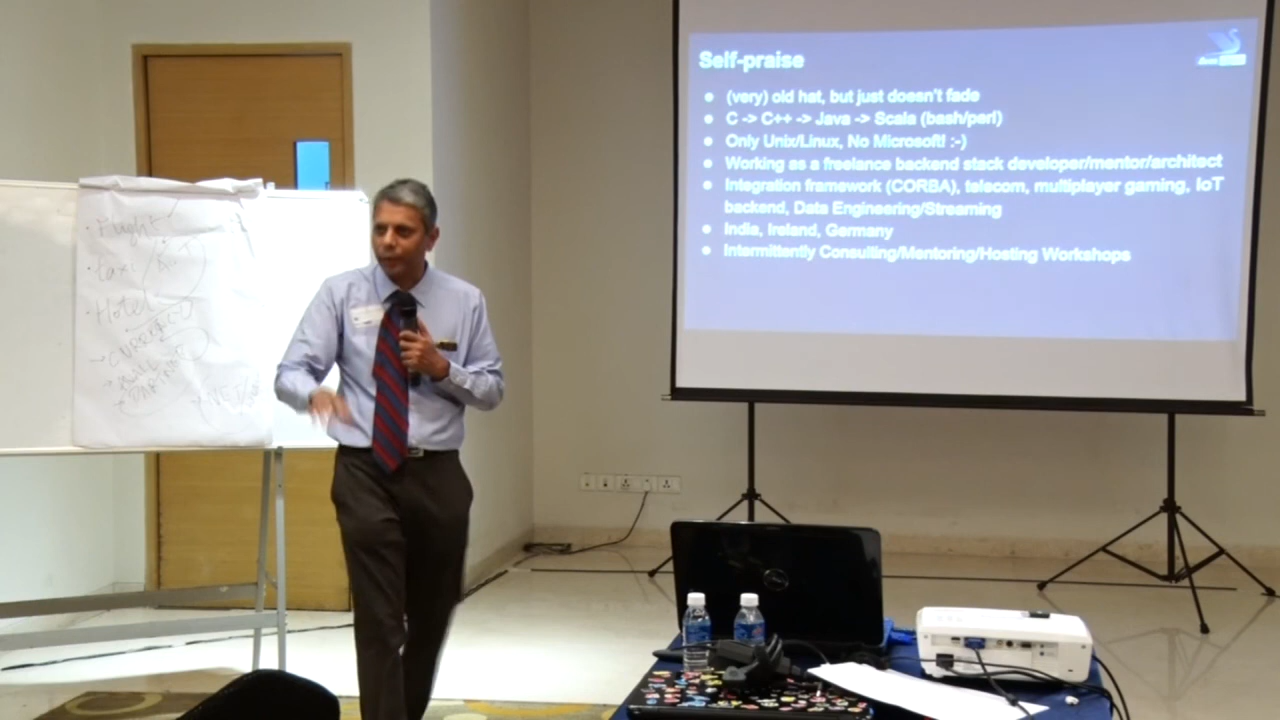 Self-praise
(very) old hat, but just doesn't fade
C -> C++ -> Java -> Scala (bash/perl)
Only Unix/Linux, No Microsoft! :-)
Working as a freelance backend stack developer/mentor/architect
Integration framework (CORBA), telecom, multiplayer gaming, IoT
backend, Data Engineering/Streaming
India, Ireland, Germany
Intermittently Consulting/Mentoring/Hosting Workshops
Flight
taxi
Hotel
CURRENCY